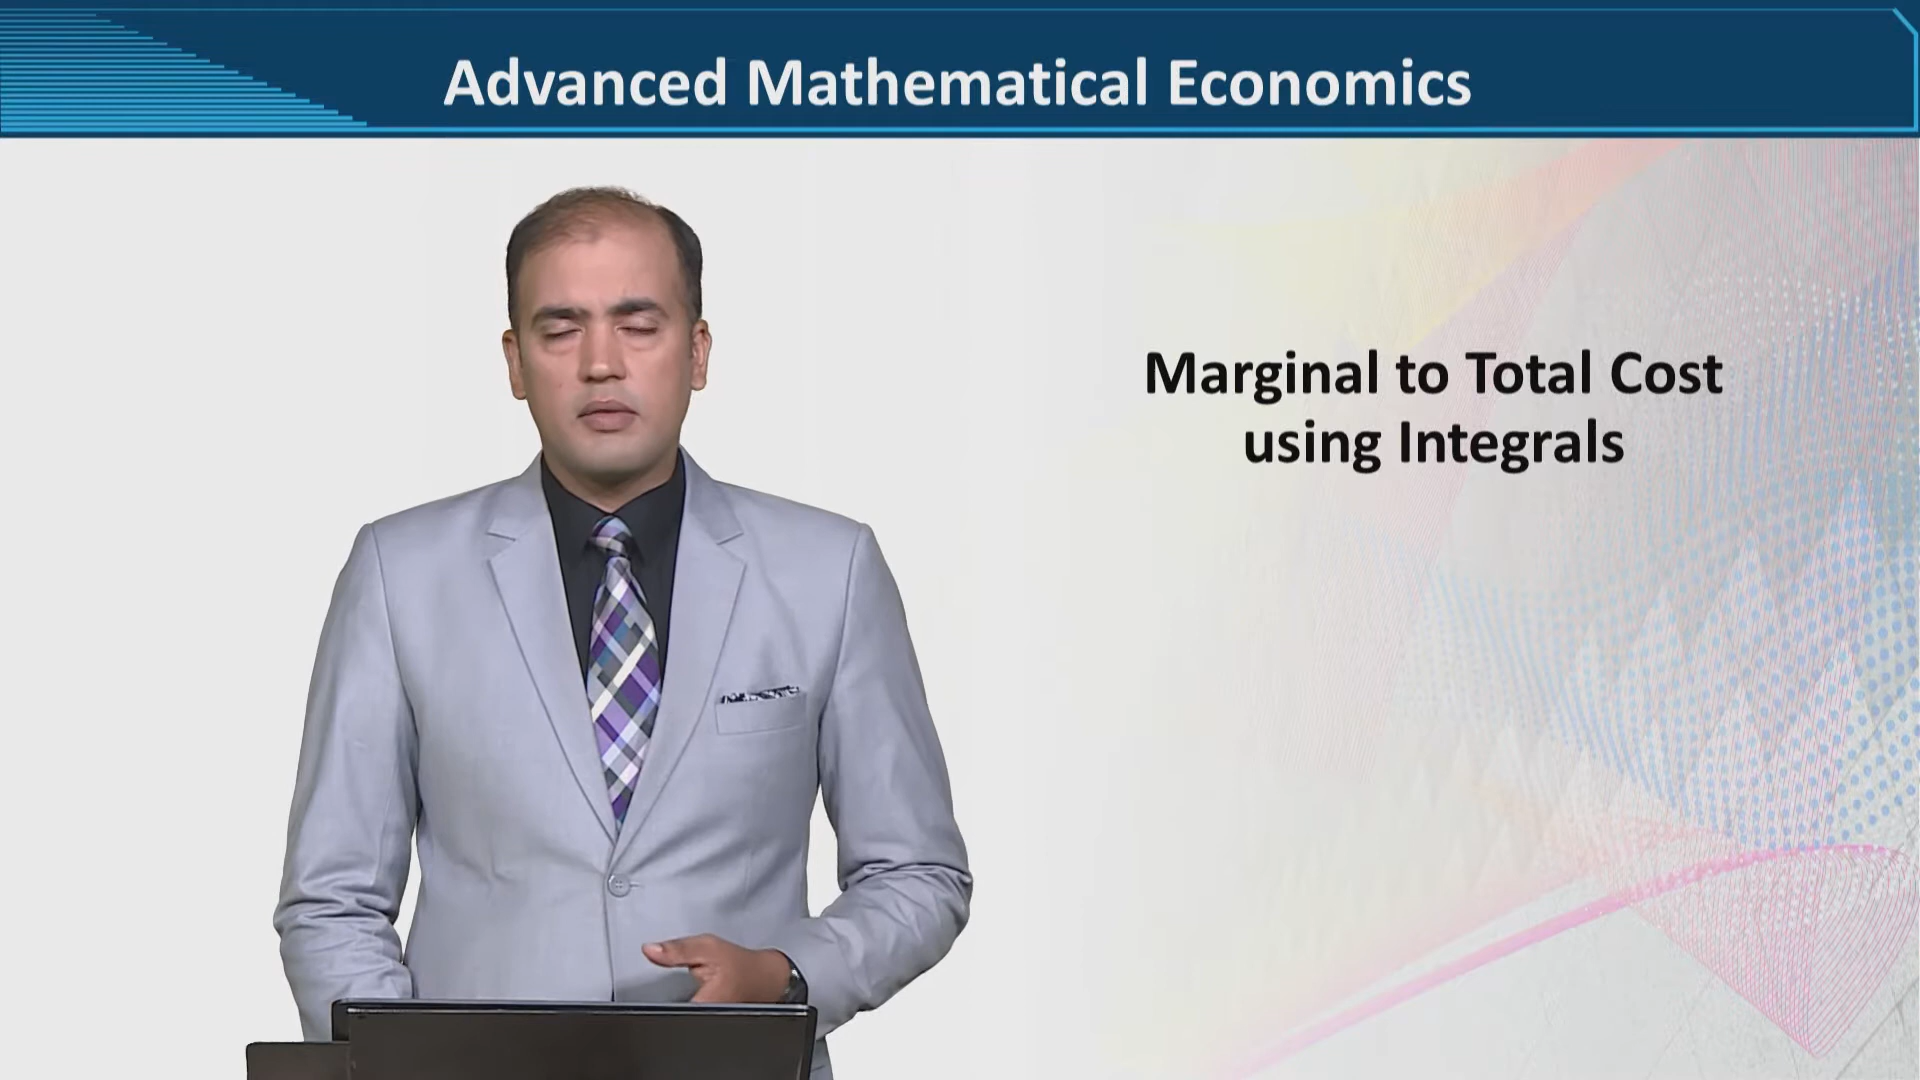 Advanced Mathematical Economics
Marginal to Total Cost
using Integrals